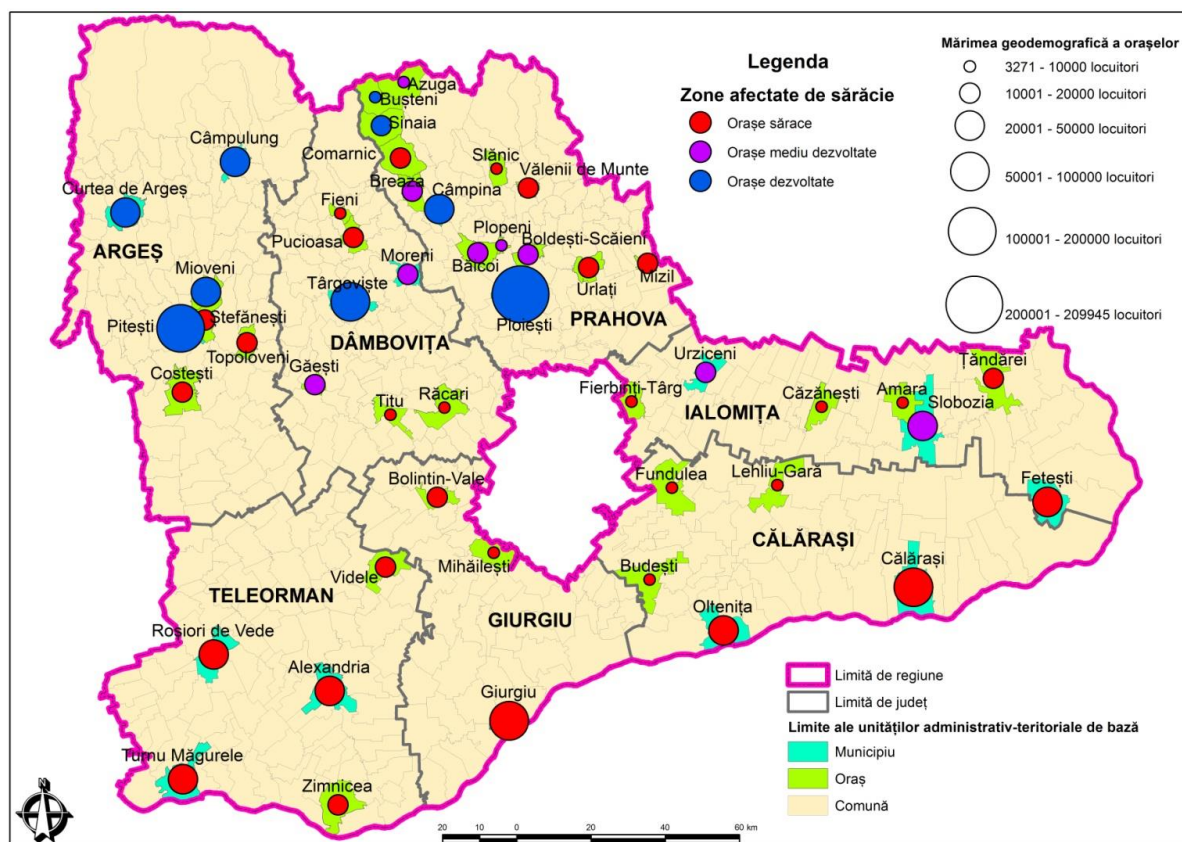 Legenda
Zone afectate de sărăcie
Orașe sărace
Orașe mediu dezvoltate
Orașe dezvoltate
Mărimea geodemografică a orașelor
3271 - 10000 locuitori
10001 - 20000 locuitori
20001 - 50000 locuitori
50001 - 100000 locuitori
100001 - 200000 locuitori
200001 - 209945 locuitori
Azuga
Bușteni
Sinaia
Câmpulung
Comarnic
Slănic
Vălenii de Munte
Curtea de Argeș
Breaza
Câmpina
Fieni
Plopeni
Boldești-Scăieni
Pucioasa
ARGEȘ
Moreni
Băicoi
Mioveni
Urlați
Mizil
Târgoviște
Ștefănești
Pitești
Ploiești
PRAHOVA
DÂMBOVIȚA
Topoloveni
Urziceni
Țăndărei
Costești
Găești
Fierbinți-Târg
Căzănești
Amara
Titu
Răcari
IALOMIȚA
Slobozia
Bolintin-Vale
Fundulea
Lehliu-Gară
Fetești
CĂLĂRAȘI
Mihăilești
Budești
Călărași
Videle
TELEORMAN
Oltenița
GIURGIU
Roșiori de Vede
Alexandria
Giurgiu
Turnu Măgurele
Zimnicea
Limită de regiune
Limită de județ
Limite ale unităților administrativ-teritoriale de bază
Municipiu
Oraș
Comună
N
20 10 0 20 40 60 km